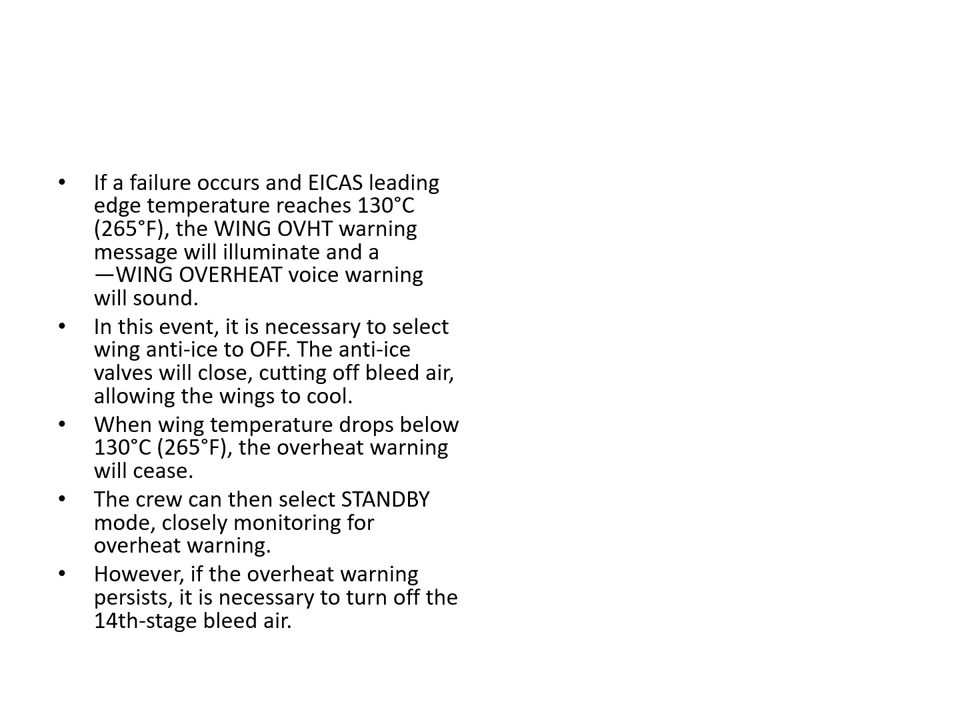 • If a failure occurs and EICAS leading
edge temperature reaches 130°C
(265°F), the WING OVHT warning
message will illuminate and a
—WING OVERHEAT voice warning
will sound.
• In this event, it is necessary to select
wing anti-ice to OFF. The anti-ice
valves will close, cutting off bleed air,
allowing the wings to cool.
• When wing temperature drops below
130°C (265°F), the overheat warning
will cease.
• The crew can then select STANDBY
mode, closely monitoring for
overheat warning.
• However, if the overheat warning
persists, it is necessary to turn off the
14th-stage bleed air.